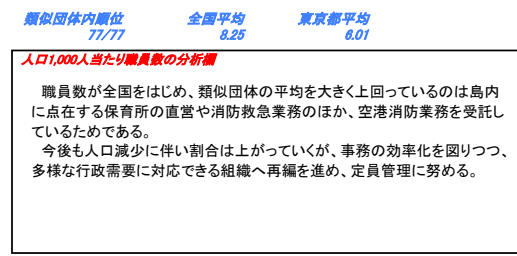 類似団体内順位 全国平均 東京都平均
77/77 8.25 6.01
人口1,000人当たり職員数の分析欄
職員数が全国をはじめ、類似団体の平均を大きく上回っているのは島内
に点在する保育所の直営や消防救急業務のほか、空港消防業務を受託し
ているためである。
今後も人口減少に伴い割合は上がっていくが、事務の効率化を図りつつ、
多様な行政需要に対応できる組織へ再編を進め、定員管理に努める。